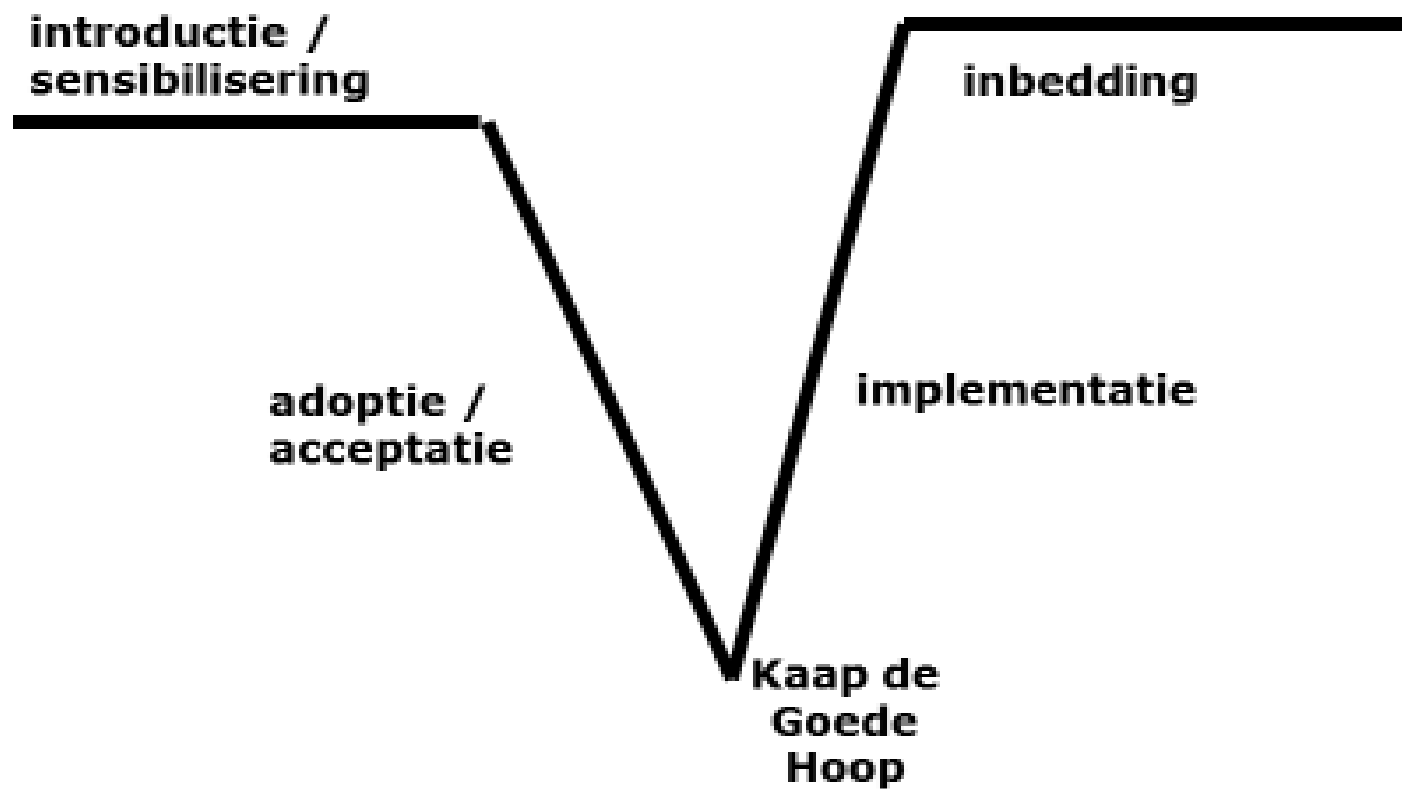 introductie /
sensibilisering
adoptie /
acceptatie
Kaap de
Goede
Hoop
implementatie
inbedding